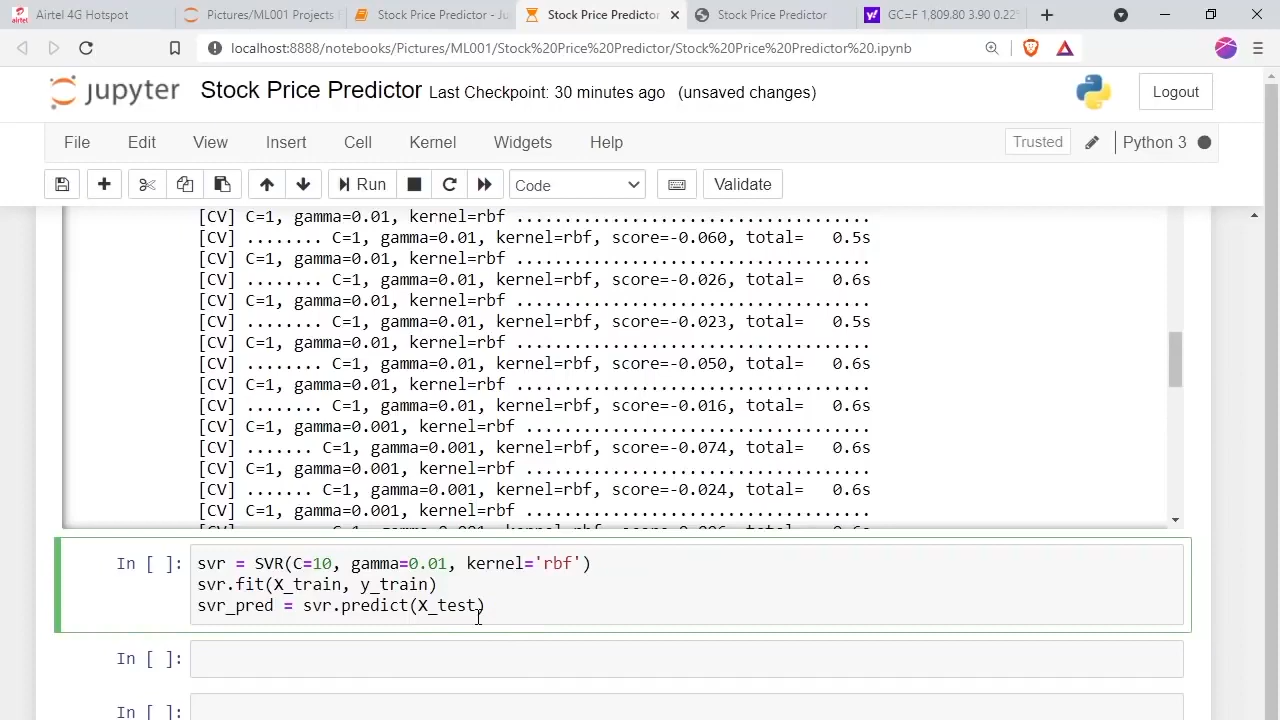 Airtel 4G Hotspot
Pictures/ML001 Projects
Stock Price Predictor - Ju
Stock Price Predictor
Stock Price Predictor
GC=F 1,809.80 3.90 0.22
localhost:8888/notebooks/Pictures/ML001/Stock%20Price%20Predictor/Stock%20Price%20Predictor%20.ipynb
jupyter Stock Price Predictor Last Checkpoint: 30 minutes ago (unsaved changes)
Logout
File Edit View Insert Cell Kernel Widgets Help
Trusted
Python 3
Run
Code
Validate
[CV] C=1, gamma=0.01, kernel=rbf .....................................
[CV] ........ C=1, gamma=0.01, kernel=rbf, score=-0.060, total=   0.5s
[CV] C=1, gamma=0.01, kernel=rbf .....................................
[CV] ........ C=1, gamma=0.01, kernel=rbf, score=-0.026, total=   0.6s
[CV] C=1, gamma=0.01, kernel=rbf .....................................
[CV] ........ C=1, gamma=0.01, kernel=rbf, score=-0.023, total=   0.5s
[CV] C=1, gamma=0.01, kernel=rbf .....................................
[CV] ........ C=1, gamma=0.01, kernel=rbf, score=-0.050, total=   0.6s
[CV] C=1, gamma=0.01, kernel=rbf .....................................
[CV] ........ C=1, gamma=0.01, kernel=rbf, score=-0.016, total=   0.6s
[CV] C=1, gamma=0.001, kernel=rbf ....................................
[CV] ....... C=1, gamma=0.001, kernel=rbf, score=-0.074, total=   0.6s
[CV] C=1, gamma=0.001, kernel=rbf ....................................
[CV] ....... C=1, gamma=0.001, kernel=rbf, score=-0.024, total=   0.6s
[CV] C=1, gamma=0.001, kernel=rbf ....................................
In [ ]: svr = SVR(C=10, gamma=0.01, kernel='rbf')
svr.fit(X_train, y_train)
svr_pred = svr.predict(X_test)
In [ ]:
In [ ]: